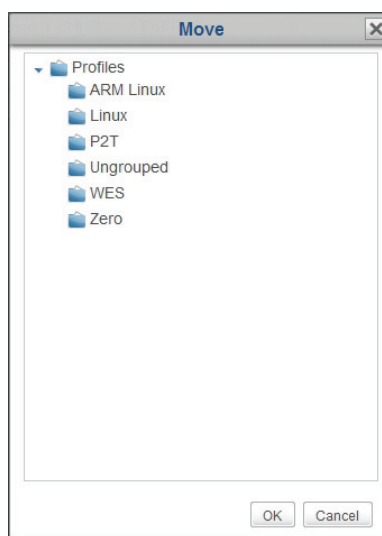 Move
Profiles
ARM Linux
Linux
P2T
Ungrouped
WES
Zero
OK Cancel